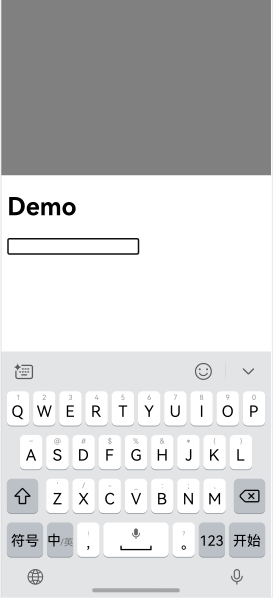 Demo
1 2 3 4 5 6 7 8 9 0
Q W E R T Y U I O P
~ @ # $ % & * ( )
A S D F G H J K L
Z X C V B N M
符号 中/英 ， 。 123 开始